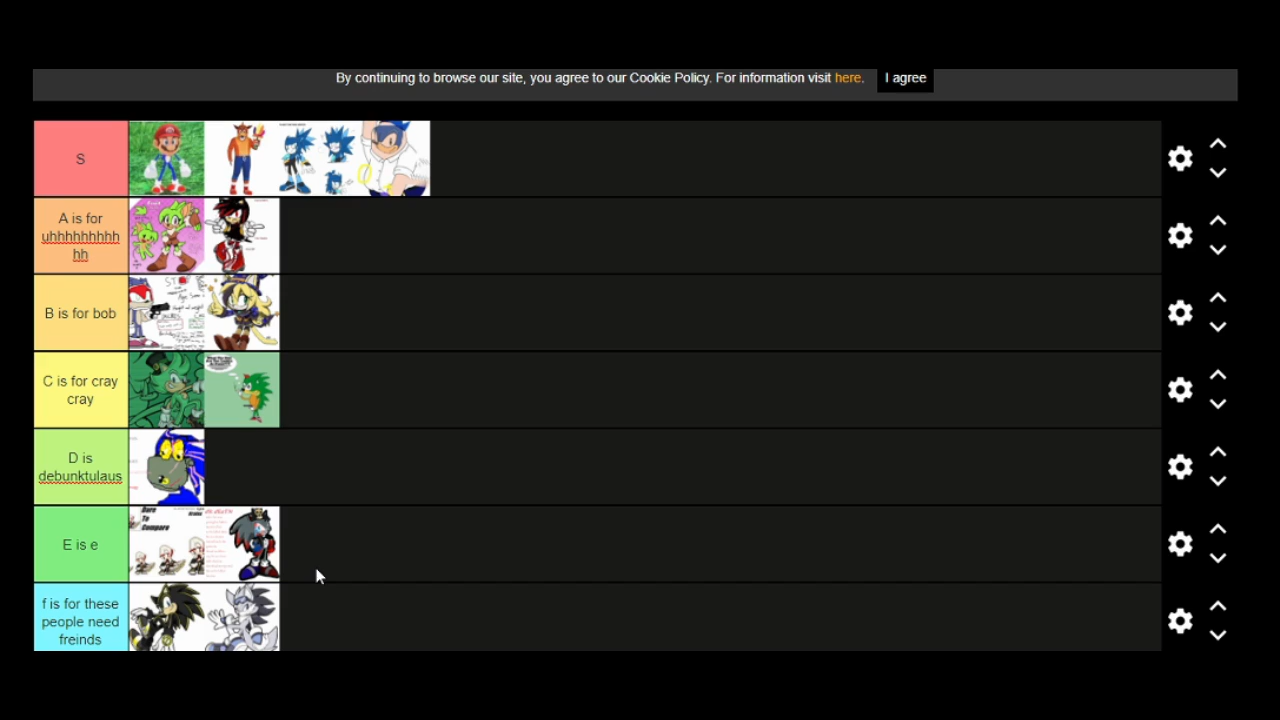 By continuing to browse our site, you agree to our Cookie Policy. For information visit here. I agree
S
A is for
uhhhhhhhhh
hh
B is for bob
C is for cray
cray
D is
debunktulaus
E is e
Dare
To
Compare
f is for these
people need
freinds